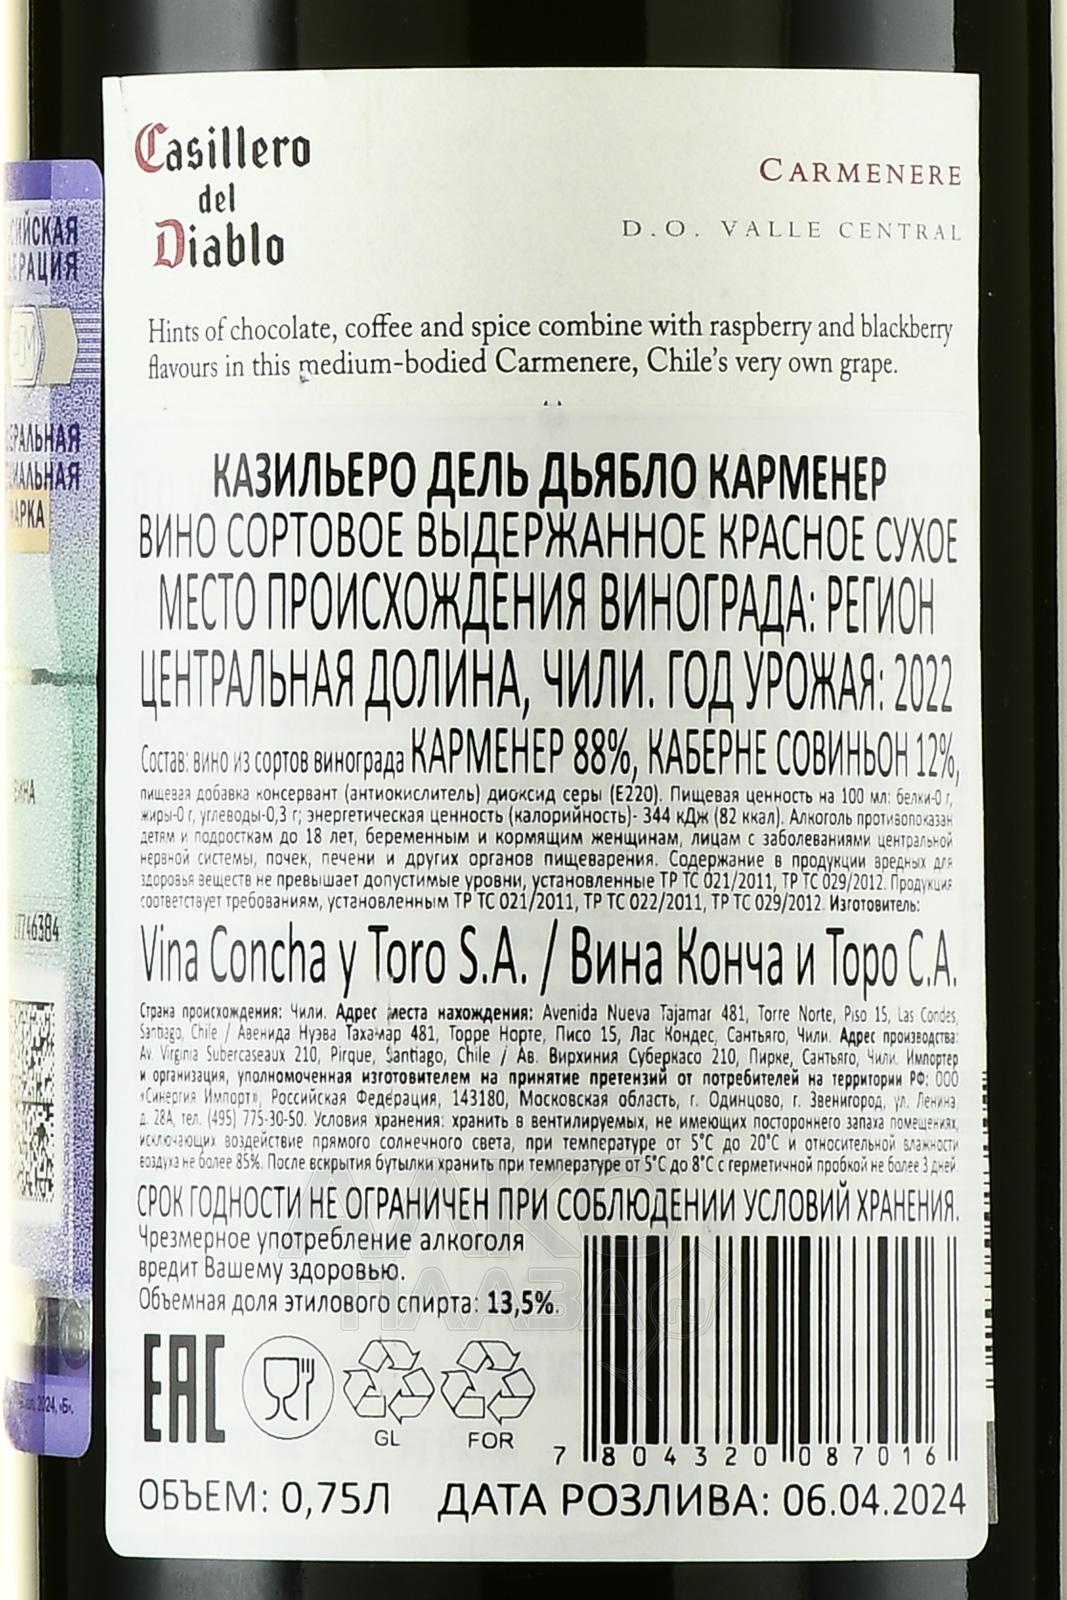 Casillero
del
Diablo
CARMENERE
D.O. VALLE CENTRAL
Hints of chocolate, coffee and spice combine with raspberry and blackberry
flavours in this medium-bodied Carmenere, Chile's very own grape.
КАЗИЛЬЕРО ДЕЛЬ ДЬЯБЛО КАРМЕНЕР
ВИНО СОРТОВОЕ ВЫДЕРЖАННОЕ КРАСНОЕ СУХОЕ
МЕСТО ПРОИСХОЖДЕНИЯ ВИНОГРАДА: РЕГИОН
ЦЕНТРАЛЬНАЯ ДОЛИНА, ЧИЛИ. ГОД УРОЖАЯ: 2022
Состав: вино из сортов винограда КАРМЕНЕР 88%, КАБЕРНЕ СОВИНЬОН 12%,
пищевая добавка консервант (антиокислитель) диоксид серы (Е220). Пищевая ценность на 100 мл: белки-0 г,
жиры-0 г, углеводы-0,3 г; энергетическая ценность (калорийность)- 344 кДж (82 ккал). Алкоголь противопоказан
детям и подросткам до 18 лет, беременным и кормящим женщинам, лицам с заболеваниями центральной
нервной системы, почек, печени и других органов пищеварения. Содержание в продукции вредных для
здоровья веществ не превышает допустимые уровни, установленные ТР ТС 021/2011, ТР ТС 029/2012. Продукция
соответствует требованиям, установленным ТР ТС 021/2011, ТР ТС 022/2011, ТР ТС 029/2012. Изготовитель:
Vina Concha y Toro S.A. / Вина Конча и Торо С.А.
Страна происхождения: Чили. Адрес места нахождения: Avenida Nueva Tajamar 481, Torre Norte, Piso 15, Las Condes,
Santiago, Chile / Авенида Нуэва Тахамар 481, Торре Норте, Писо 15, Лас Кондес, Сантьяго, Чили. Адрес производства:
Av. Virginia Subercaseaux 210, Pirque, Santiago, Chile / Ав. Вирхиния Суберкасо 210, Пирке, Сантьяго, Чили. Импортер
и организация, уполномоченная изготовителем на принятие претензий от потребителей на территории РФ: ООО
«Синергия Импорт», Российская Федерация, 143180, Московская область, г. Одинцово, г. Звенигород, ул. Ленина,
д. 28А, тел. (495) 775-30-50. Условия хранения: хранить в вентилируемых, не имеющих постороннего запаха помещениях,
исключающих воздействие прямого солнечного света, при температуре от 5°С до 20°С и относительной влажности
воздуха не более 85%. После вскрытия бутылки хранить при температуре от 5°С до 8°С с герметичной пробкой не более 3 дней.
СРОК ГОДНОСТИ НЕ ОГРАНИЧЕН ПРИ СОБЛЮДЕНИИ УСЛОВИЙ ХРАНЕНИЯ.
Чрезмерное употребление алкоголя
вредит Вашему здоровью.
Объемная доля этилового спирта: 13,5%.
EAC
GL
FOR
7 804320 087016
ОБЪЕМ: 0,75Л
ДАТА РОЗЛИВА: 06.04.2024